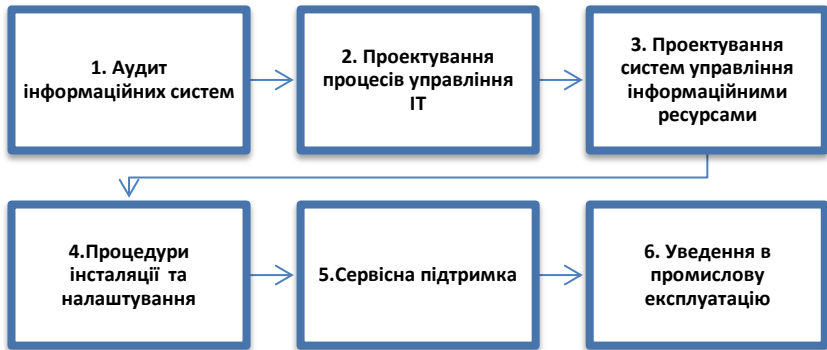 1. Аудит
інформаційних систем
2. Проектування
процесів управління
ІТ
3. Проектування
систем управління
інформаційними
ресурсами
4.Процедури
інсталяції та
налаштування
5.Сервісна підтримка
6. Уведення в
промислову
експлуатацію